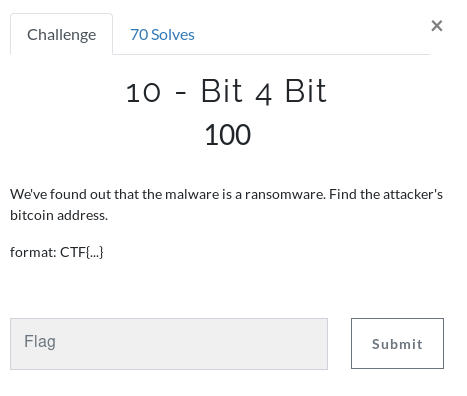 Challenge
70 Solves
×
10 - Bit 4 Bit
100
We've found out that the malware is a ransomware. Find the attacker's
bitcoin address.
format: CTF{...}
Flag
Submit